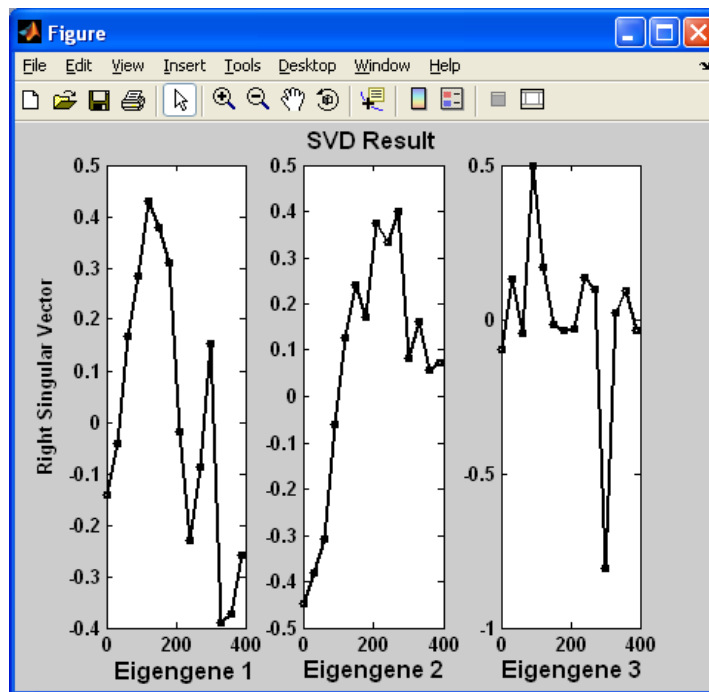 Figure
File Edit View Insert Tools Desktop Window Help
SVD Result
Right Singular Vector
0.5
0.4
0.3
0.2
0.1
0
-0.1
-0.2
-0.3
-0.4
0 200 400
Eigengene 1
0.5
0.4
0.3
0.2
0.1
0
-0.1
-0.2
-0.3
-0.4
-0.5
0 200 400
Eigengene 2
0.5
0
-0.5
-1
0 200 400
Eigengene 3